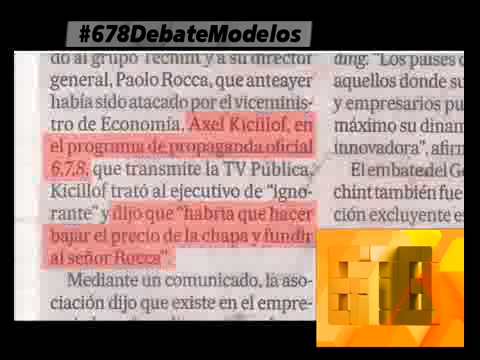 #678DebateModelos
do al grupo Techint y a su director
general, Paolo Rocca, que anteayer
había sido atacado por el viceminis-
tro de Economía, Axel Kicillof, en
el programa de propaganda oficial
6,7,8, que transmite la TV Pública,
Kicillof trató al ejecutivo de "igno-
rante" y dijo que "habría que hacer
bajar el precio de la chapa y fundir
al señor Rocca".
Mediante un comunicado, la aso-
ciación dijo que existe en el empre-
ding. "Los países d
aquellos donde su
y empresarios pu
máximo su dinam
innovadora", afirm
El embate del Go
chint también fue
ción excluyente e
678